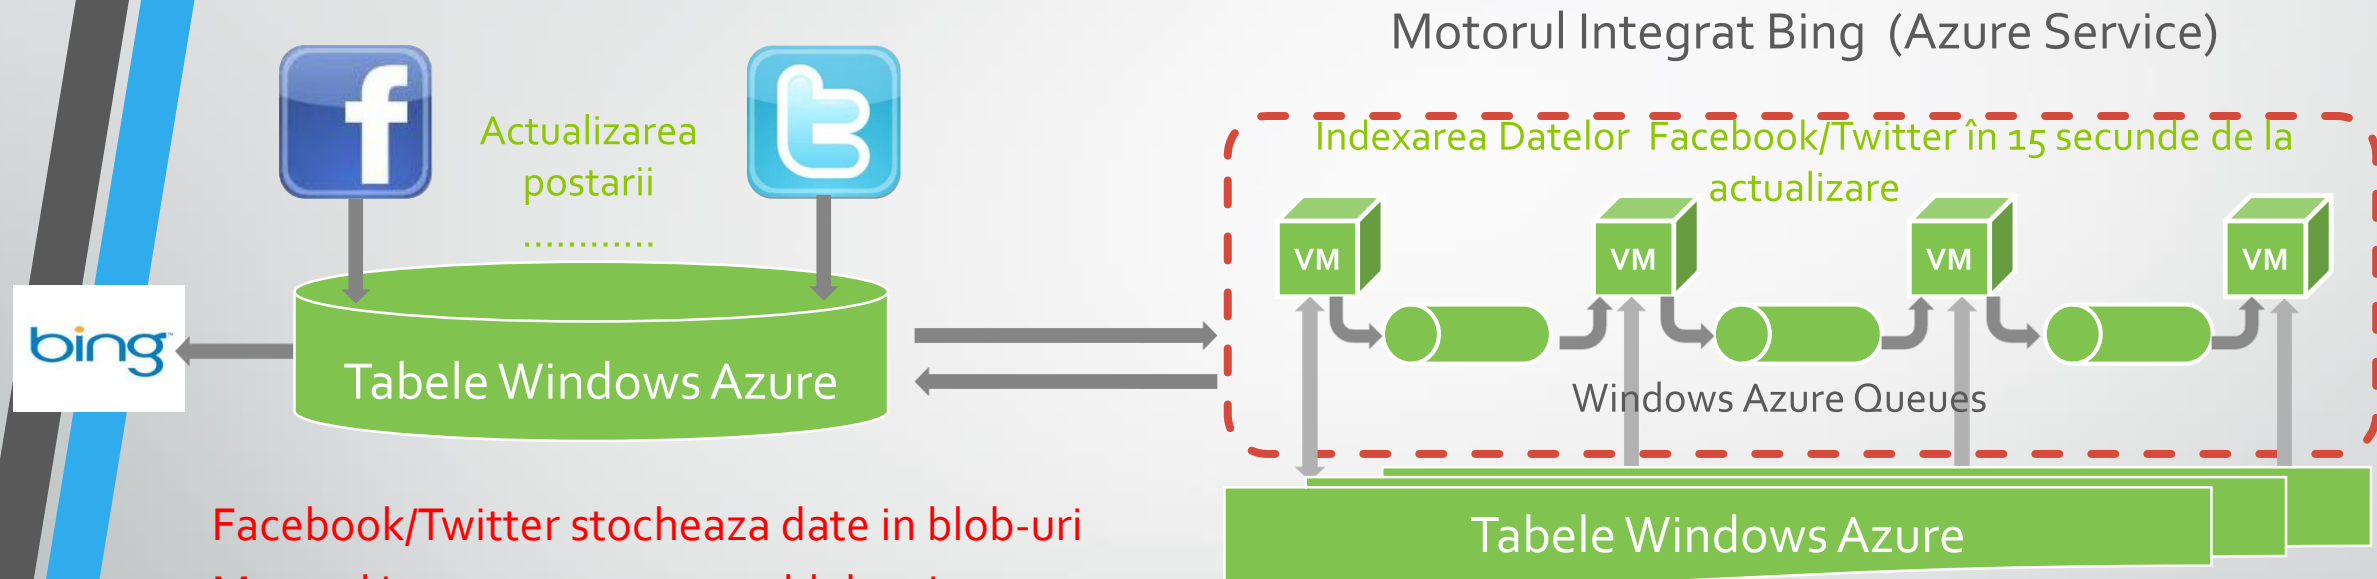 Motorul Integrat Bing (Azure Service)
Actualizarea
postarii
............
Indexarea Datelor Facebook/Twitter în 15 secunde de la
actualizare
VM
VM
VM
VM
bing™
Tabele Windows Azure
Windows Azure Queues
Facebook/Twitter stocheaza date in blob-uri
Tabele Windows Azure